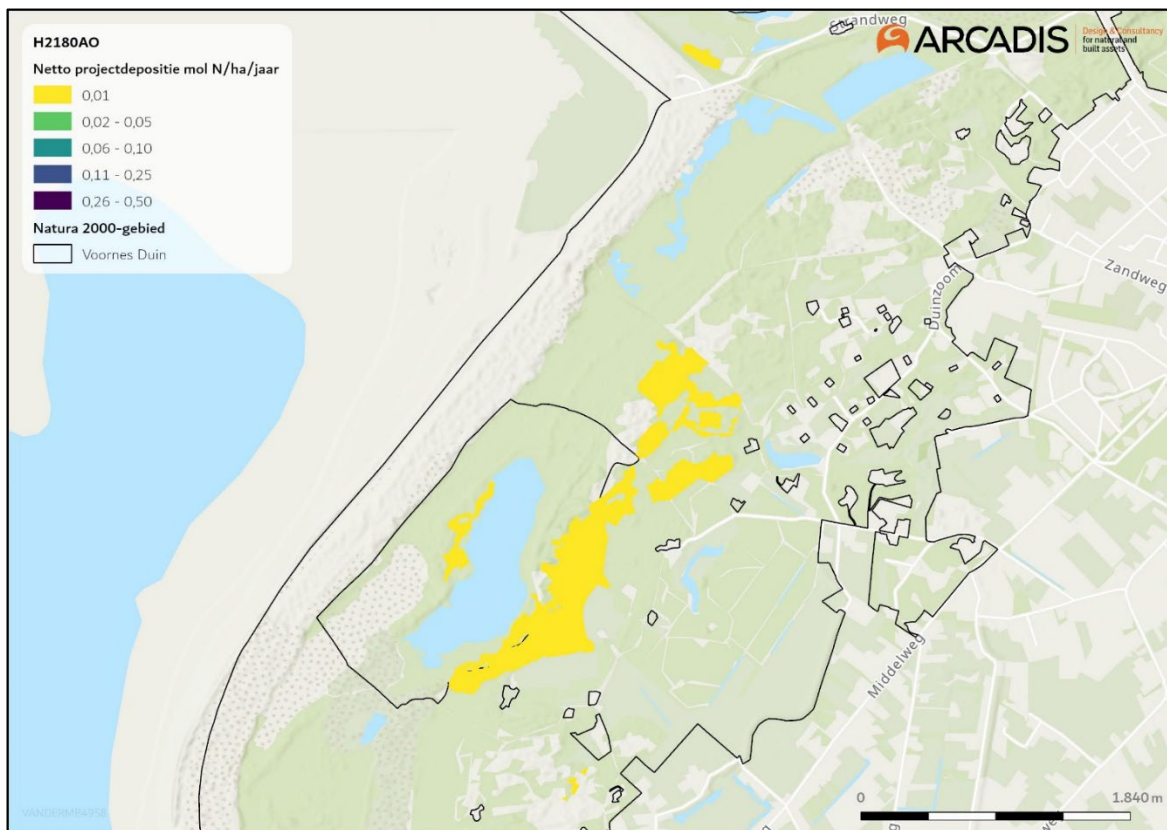 H2180AO
Netto projectdepositie mol N/ha/jaar
0,01
0,02 - 0,05
0,06 - 0,10
0,11 - 0,25
0,26 - 0,50
Natura 2000-gebied
Voornes Duin
Strandweg
ARCADIS
Design & Consultancy
for natural and
built assets
Zandweg
Duinzoom
Middelweg
0
1.840 m
VANDERMB4958